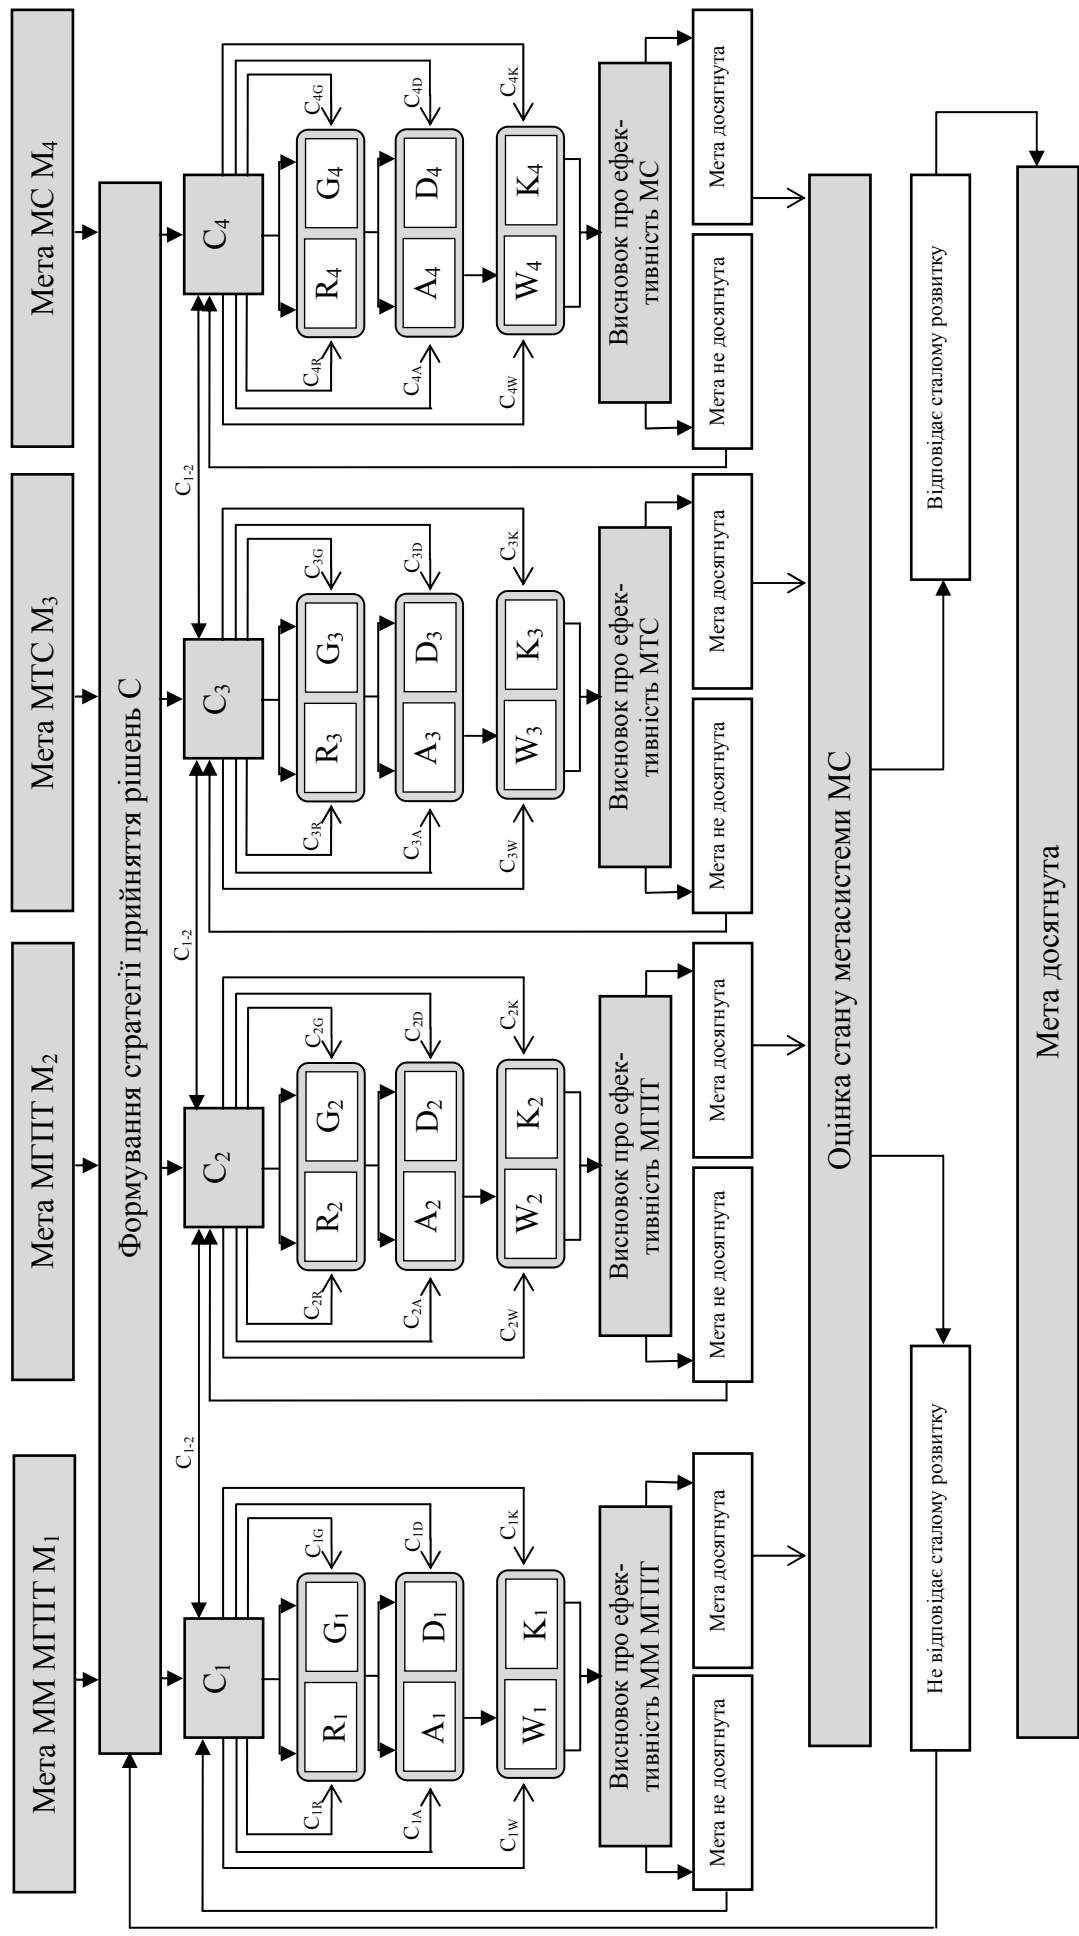 Мета ММ МГПТ М1
Мета МГПТ М2
Мета МТС М3
Мета МС М4
Формування стратегії прийняття рішень С
C1-2
C1-2
C1-2
C1
C2
C3
C4
C1R
R1
G1
C1G
C2R
R2
G2
C2G
C3R
R3
G3
C3G
C4R
R4
G4
C4G
C1A
A1
D1
C1D
C2A
A2
D2
C2D
C3A
A3
D3
C3D
C4A
A4
D4
C4D
C1W
W1
K1
C1K
C2W
W2
K2
C2K
C3W
W3
K3
C3K
C4W
W4
K4
C4K
Висновок про ефек-
тивність ММ МГПТ
Висновок про ефек-
тивність МГПТ
Висновок про ефек-
тивність МТС
Висновок про ефек-
тивність МС
Мета не досягнута
Мета досягнута
Мета не досягнута
Мета досягнута
Мета не досягнута
Мета досягнута
Мета не досягнута
Мета досягнута
Оцінка стану метасистеми МС
Не відповідає сталому розвитку
Відповідає сталому розвитку
Мета досягнута